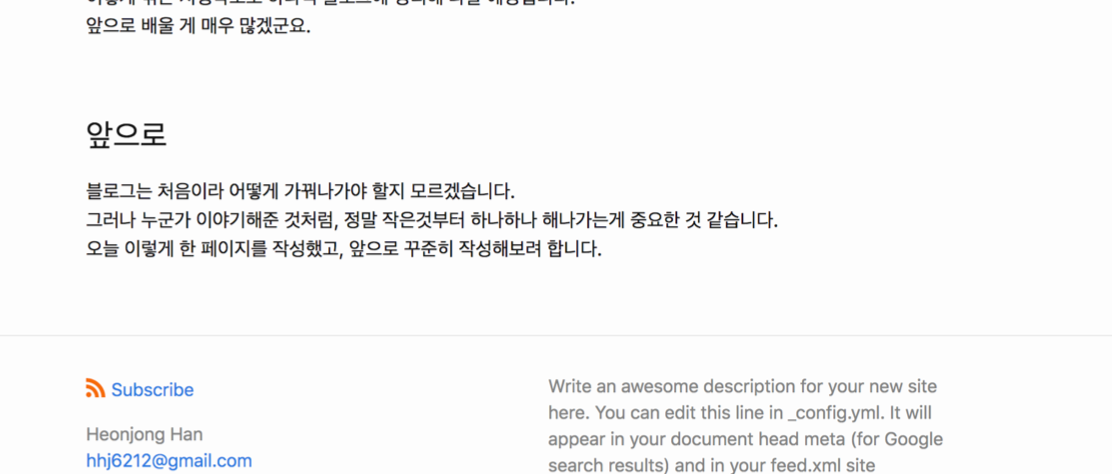 앞으로 배울 게 매우 많겠군요.
앞으로
블로그는 처음이라 어떻게 가꿔나가야 할지 모르겠습니다.
그러나 누군가 이야기해준 것처럼, 정말 작은것부터 하나하나 해나가는게 중요한 것 같습니다.
오늘 이렇게 한 페이지를 작성했고, 앞으로 꾸준히 작성해보려 합니다.
Subscribe
Heonjong Han
hhj6212@gmail.com
Write an awesome description for your new site
here. You can edit this line in _config.yml. It will
appear in your document head meta (for Google
search results) and in your feed.xml site